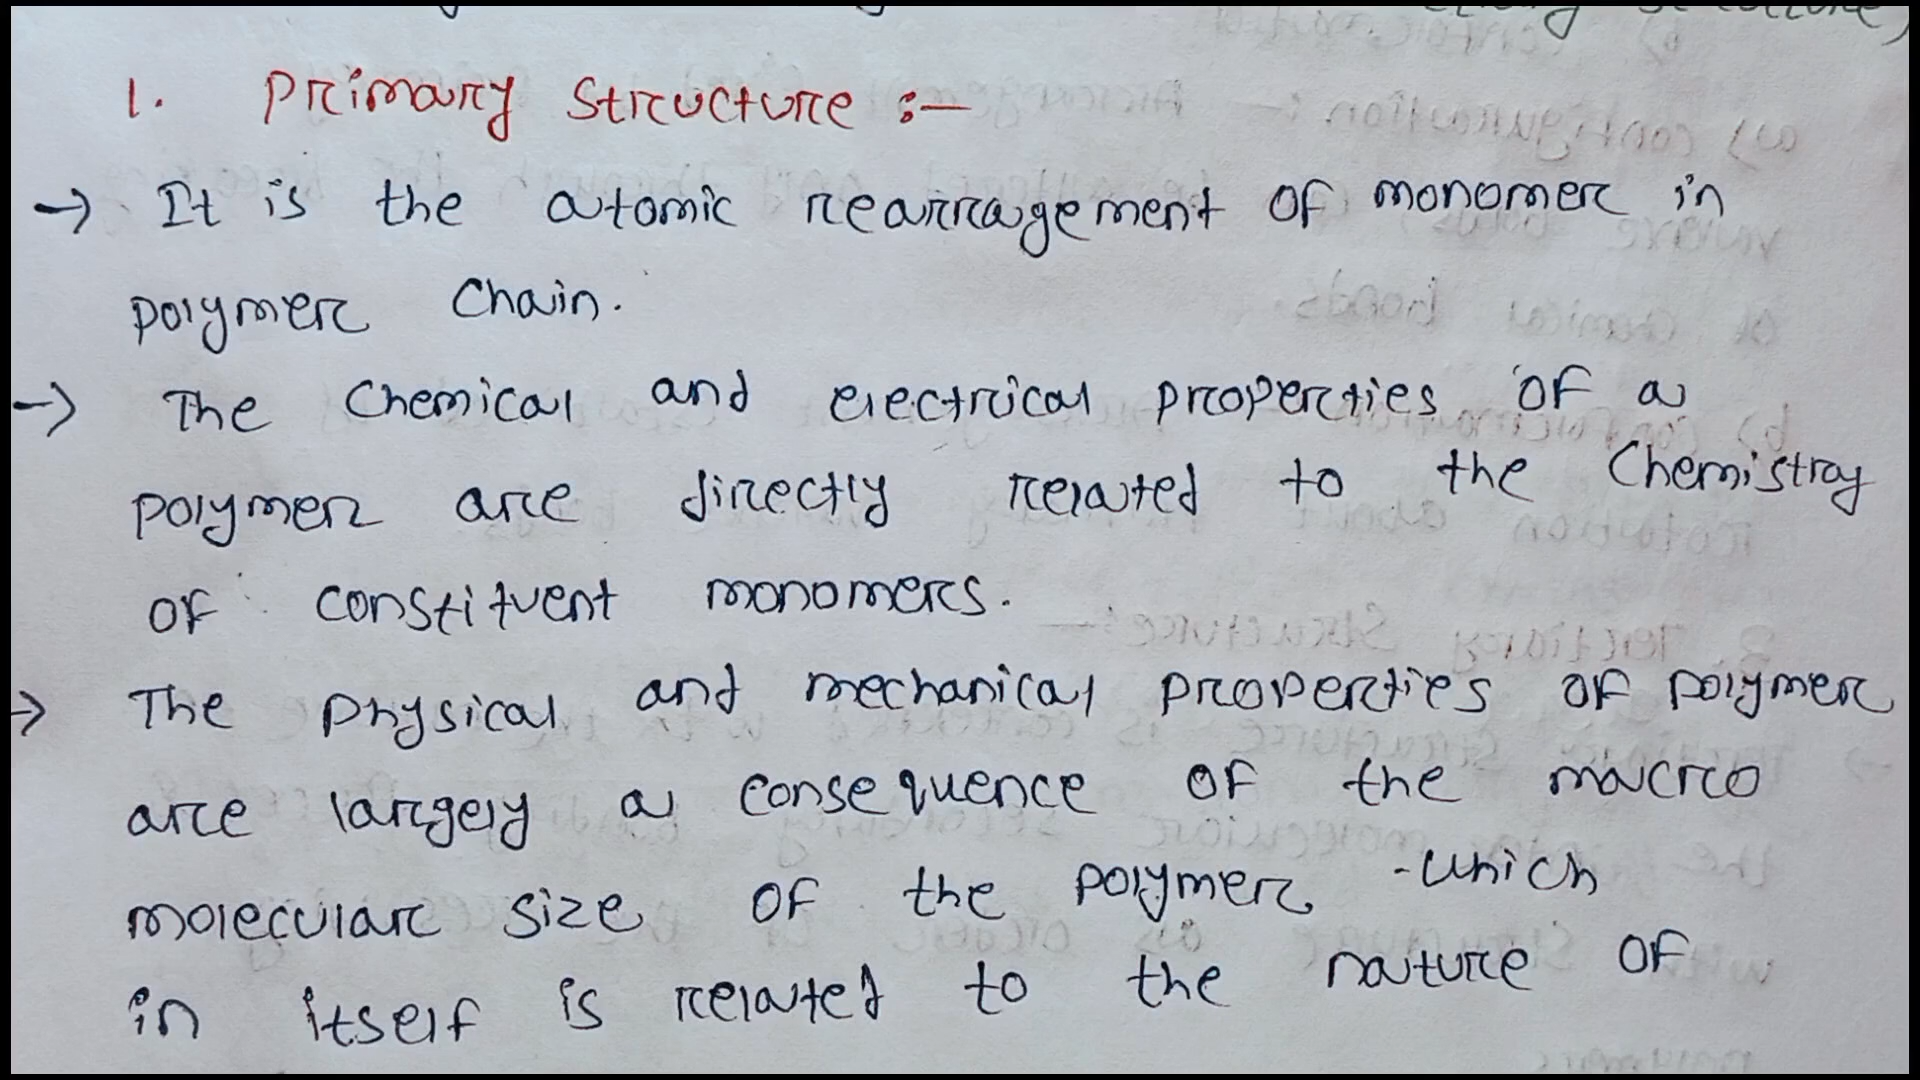 1. Primary Structure :-
→ It is the atomic rearragement of monomer in
polymer chain.
→ The chemical and electrical properties of a
polymer are directly related to the Chemistray
of constituent monomers.
→ The physical and mechanical properties of polymer
are largely a consequence of the macro
molecular size of the polymer -which
in itself is related to the nature of